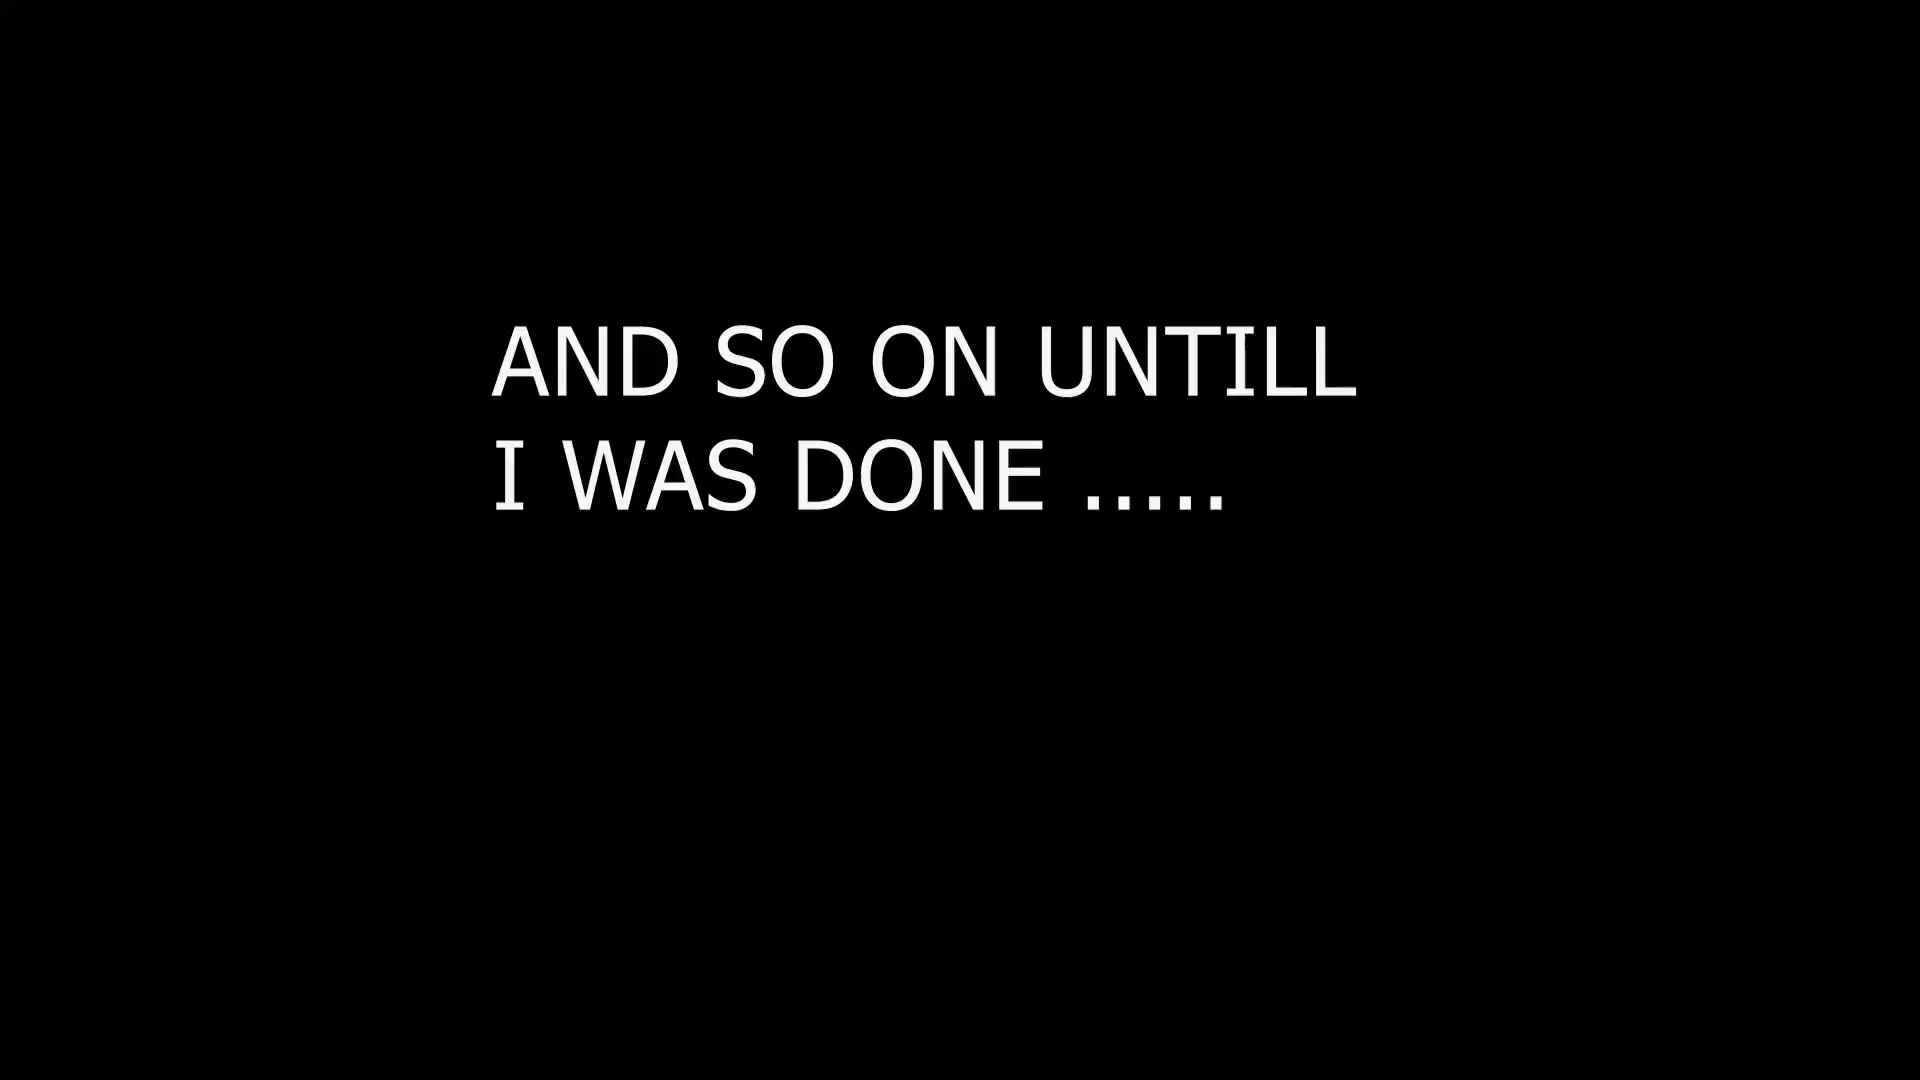 AND SO ON UNTILL
I WAS DONE .....